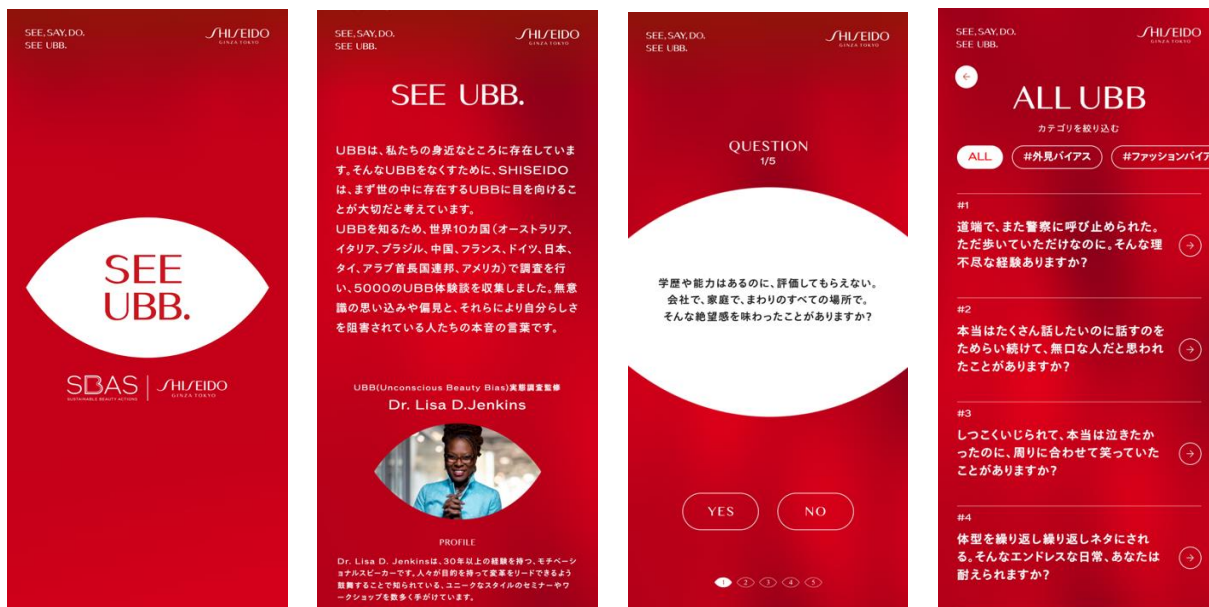 SEE, SAY, DO.
SEE UBB.
SHISEIDO
GINZA TOKYO
SEE
UBB.
SBAS
SUSTAINABLE BEAUTY ACTIONS
SHISEIDO
GINZA TOKYO
SEE, SAY, DO.
SEE UBB.
SHISEIDO
GINZA TOKYO
SEE UBB.
UBBは、私たちの身近なところに存在していま
す。そんなUBBをなくすために、SHISEIDO
は、まず世の中に存在するUBBに目を向けるこ
とが大切だと考えています。
UBBを知るため、世界10カ国(オーストラリア、
イタリア、ブラジル、中国、フランス、ドイツ、日本、
タイ、アラブ首長国連邦、アメリカ)で調査を行
い、5000のUBB体験談を収集しました。無意
識の思い込みや偏見と、それらにより自分らしさ
を阻害されている人たちの本音の言葉です。
UBB(Unconscious Beauty Bias)実態調査監修
Dr. Lisa D.Jenkins
PROFILE
Dr. Lisa D. Jenkinsは、30年以上の経験を持つ、モチベーシ
ョナルスピーカーです。人々が目的を持って変革をリードできるよう
鼓舞することで知られている、ユニークなスタイルのセミナーやワ
ークショップを数多く手がけています。
SEE, SAY, DO.
SEE UBB.
SHISEIDO
GINZA TOKYO
QUESTION
1/5
学歴や能力はあるのに、評価してもらえない。
会社で、家庭で、まわりのすべての場所で。
そんな絶望感を味わったことがありますか?
YES
NO
1 2 3 4 5
SEE, SAY, DO.
SEE UBB.
SHISEIDO
GINZA TOKYO
ALL UBB
カテゴリを絞り込む
ALL
#外見バイアス
#ファッションバイア
#1
道端で、また警察に呼び止められた。
ただ歩いていただけなのに。そんな理
不尽な経験ありますか?
#2
本当はたくさん話したいのに話すのを
ためらい続けて、無口な人だと思われ
たことがありますか?
#3
しつこくいじられて、本当は泣きたか
ったのに、周りに合わせて笑っていた
ことがありますか?
#4
体型を繰り返し繰り返しネタにされ
る。そんなエンドレスな日常、あなたは
耐えられますか?